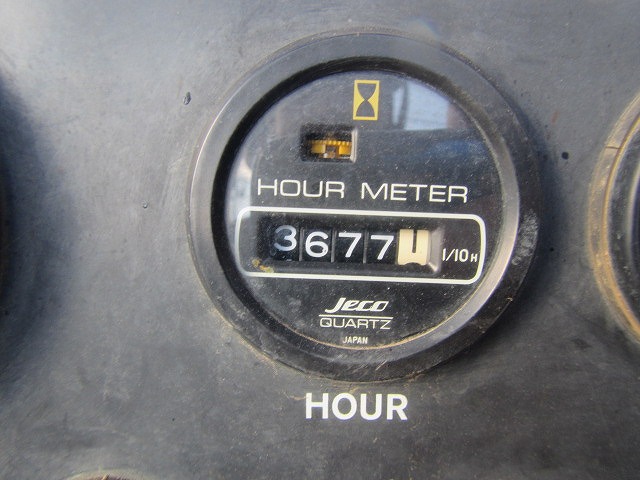 HOUR METER
3677
1/10H
Jeco
QUARTZ
JAPAN
HOUR